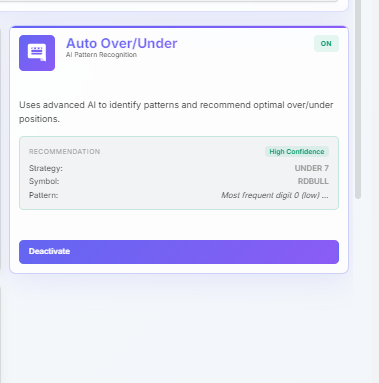 Auto Over/Under
AI Pattern Recognition
ON
Uses advanced AI to identify patterns and recommend optimal over/under
positions.
RECOMMENDATION
High Confidence
Strategy: UNDER 7
Symbol: RDBULL
Pattern: Most frequent digit 0 (low) ...
Deactivate